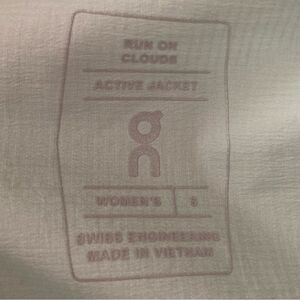 RUN ON
CLOUDS
ACTIVE JACKET
WOMEN'S
SWISS ENGINEERING
MADE IN VIETNAM